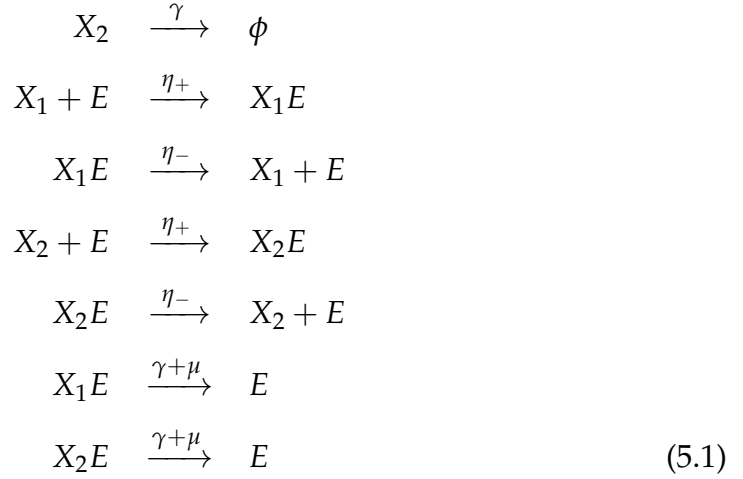 X₂ —γ→ ϕ
X₁ + E —η₊→ X₁E
X₁E —η₋→ X₁ + E
X₂ + E —η₊→ X₂E
X₂E —η₋→ X₂ + E
X₁E —γ+μ→ E
X₂E —γ+μ→ E (5.1)